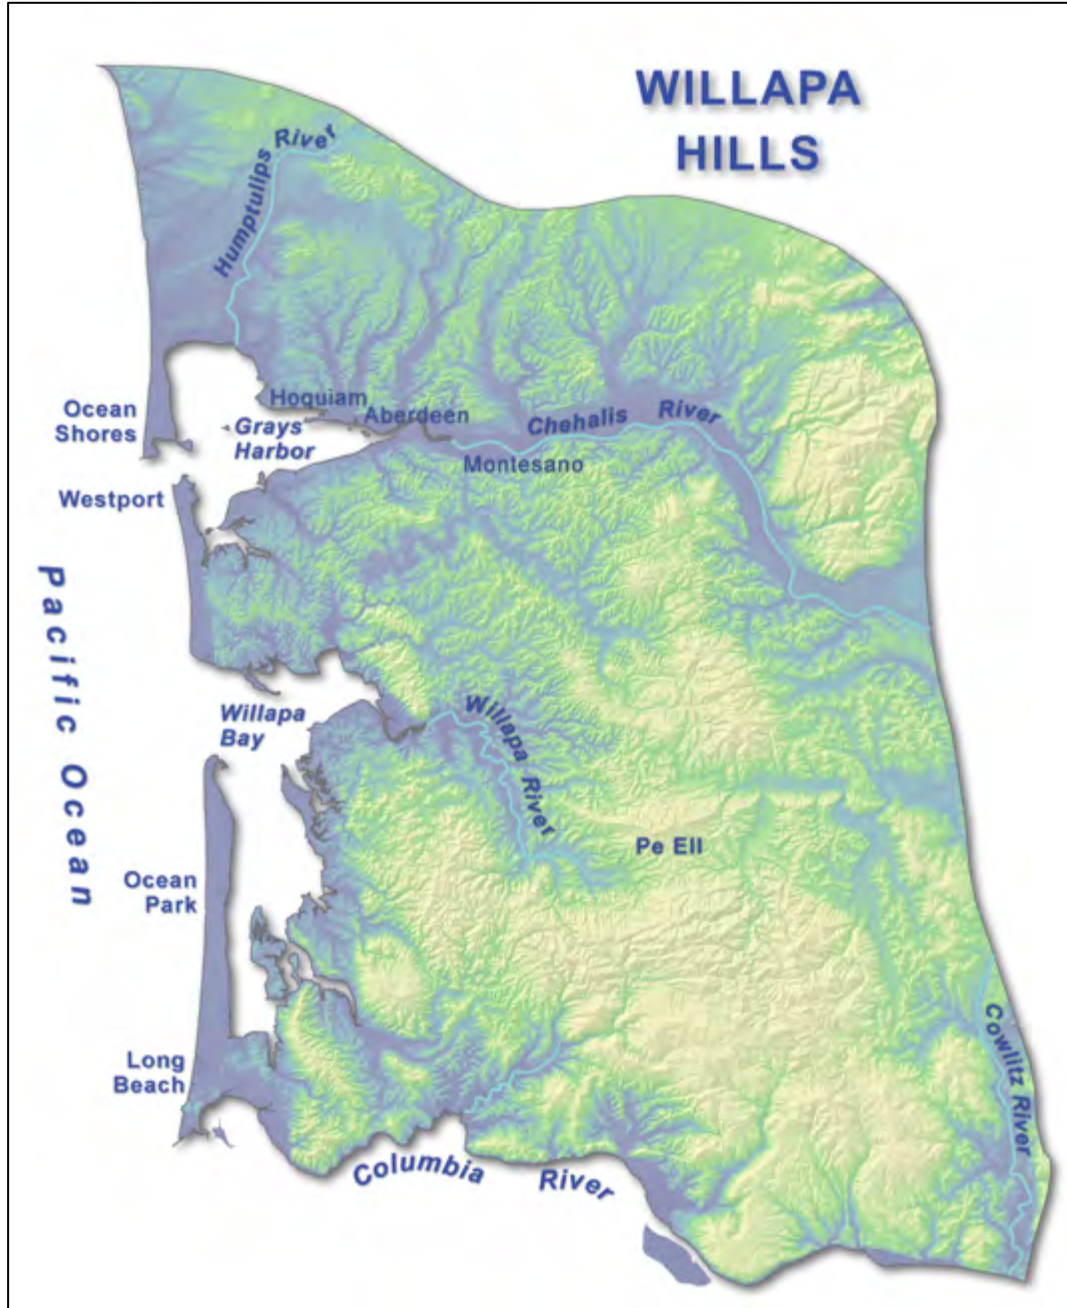 WILLAPA
HILLS
Humptulips River
Ocean
Shores
Hoquiam
Aberdeen
Grays
Harbor
Chehalis River
Montesano
Westport
Pacific Ocean
Willapa
Bay
Willapa River
Pe Ell
Ocean
Park
Long
Beach
Cowlitz River
Columbia River